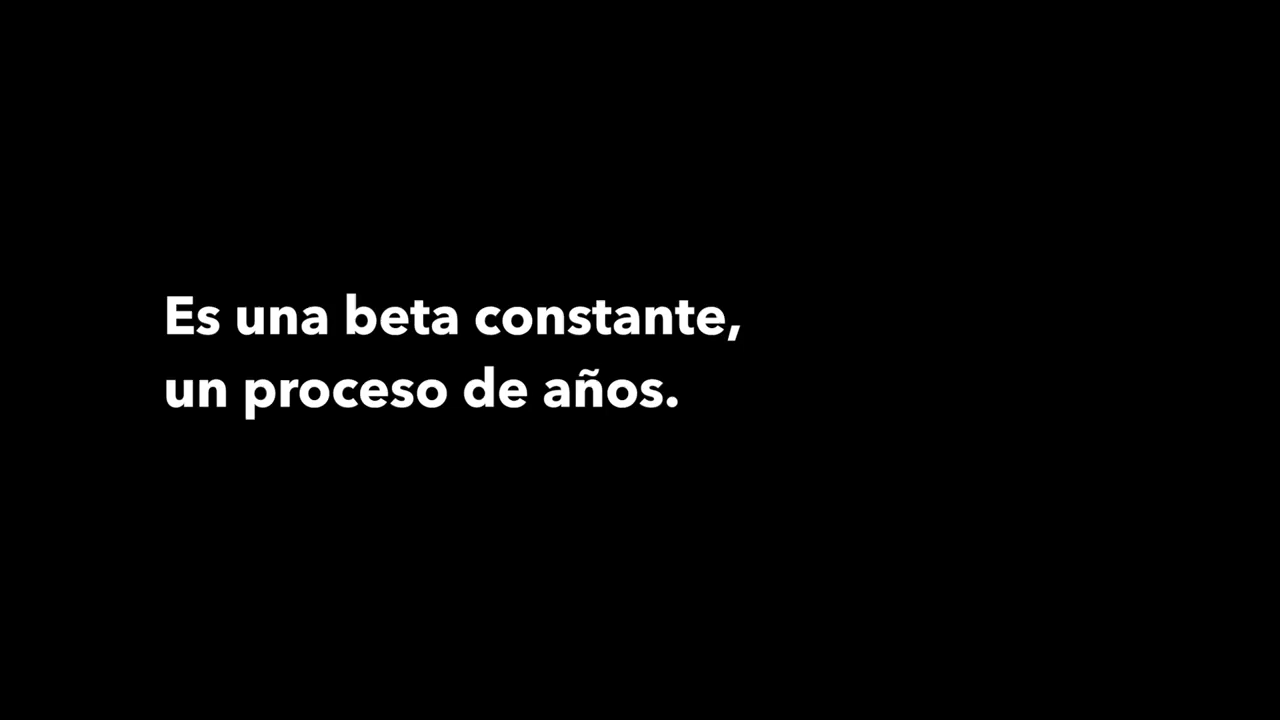 Es una beta constante,
un proceso de años.